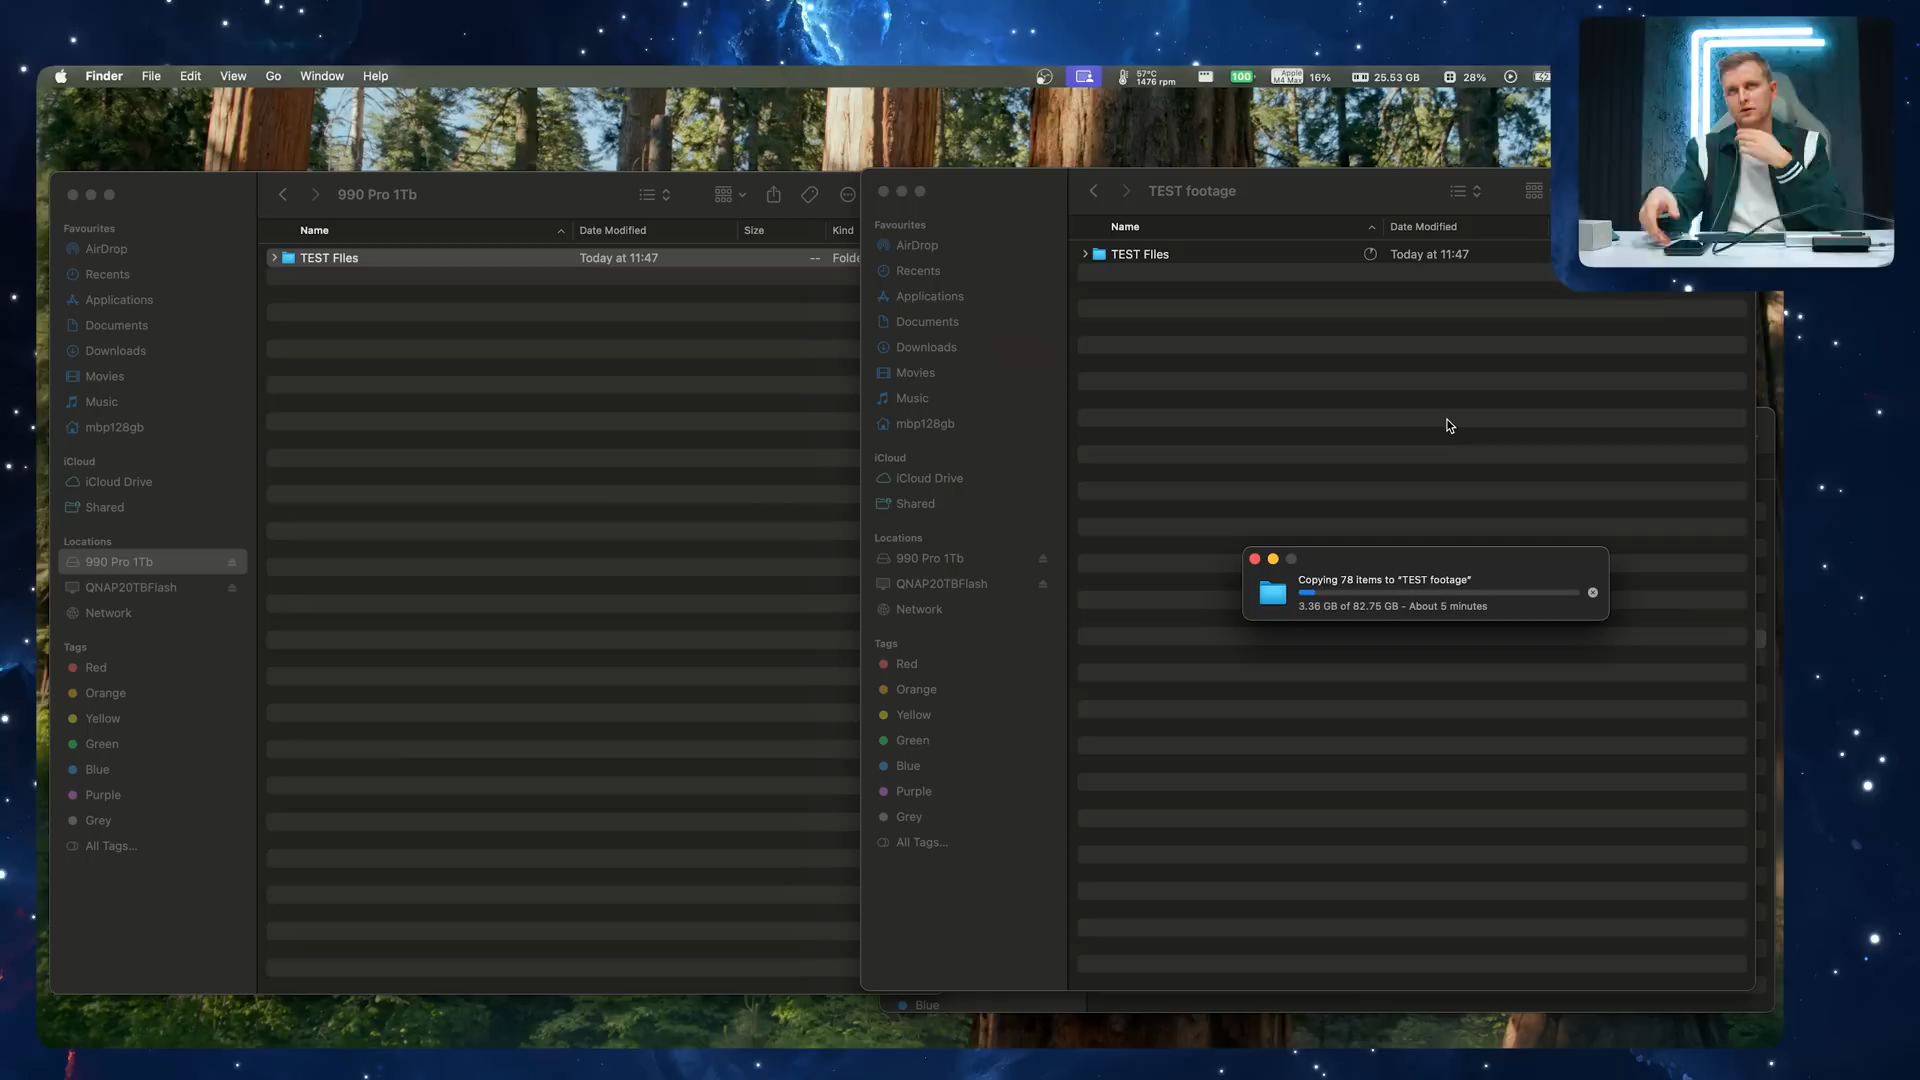 Finder File Edit View Go Window Help
57°C
1476 rpm
100
Apple
M4 Max
16%
25.53 GB
28%
990 Pro 1Tb
Favourites
AirDrop
Recents
Applications
Documents
Downloads
Movies
Music
mbp128gb
iCloud
iCloud Drive
Shared
Locations
990 Pro 1Tb
QNAP20TBFlash
Network
Tags
Red
Orange
Yellow
Green
Blue
Purple
Grey
All Tags...
Name Date Modified Size Kind
TEST FIles Today at 11:47 -- Folde
TEST footage
Favourites
AirDrop
Recents
Applications
Documents
Downloads
Movies
Music
mbp128gb
iCloud
iCloud Drive
Shared
Locations
990 Pro 1Tb
QNAP20TBFlash
Network
Tags
Red
Orange
Yellow
Green
Blue
Purple
Grey
All Tags...
Name Date Modified
TEST FIles Today at 11:47
Copying 78 items to "TEST footage"
3.36 GB of 82.75 GB - About 5 minutes
Blue